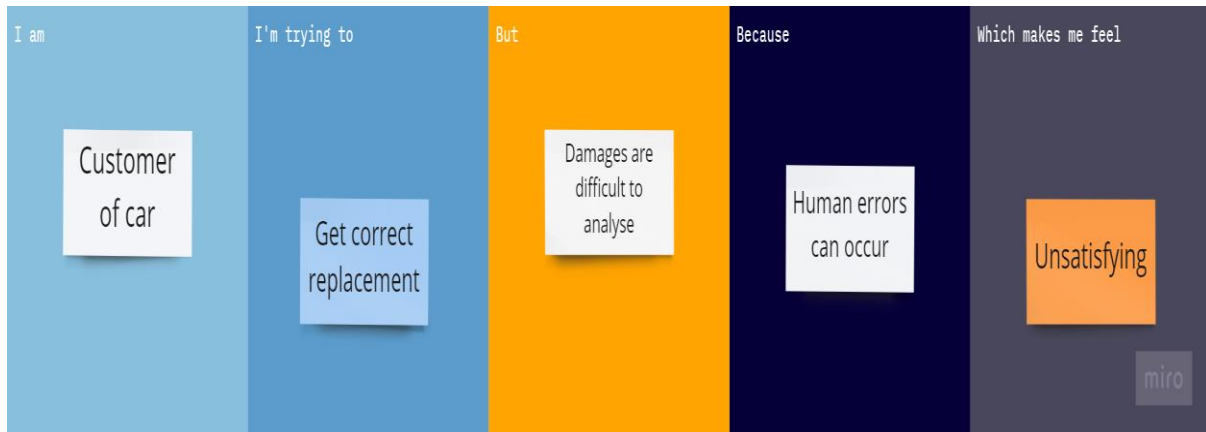 I am
Customer
of car
I'm trying to
Get correct
replacement
But
Damages are
difficult to
analyse
Because
Human errors
can occur
Which makes me feel
Unsatisfying
miro